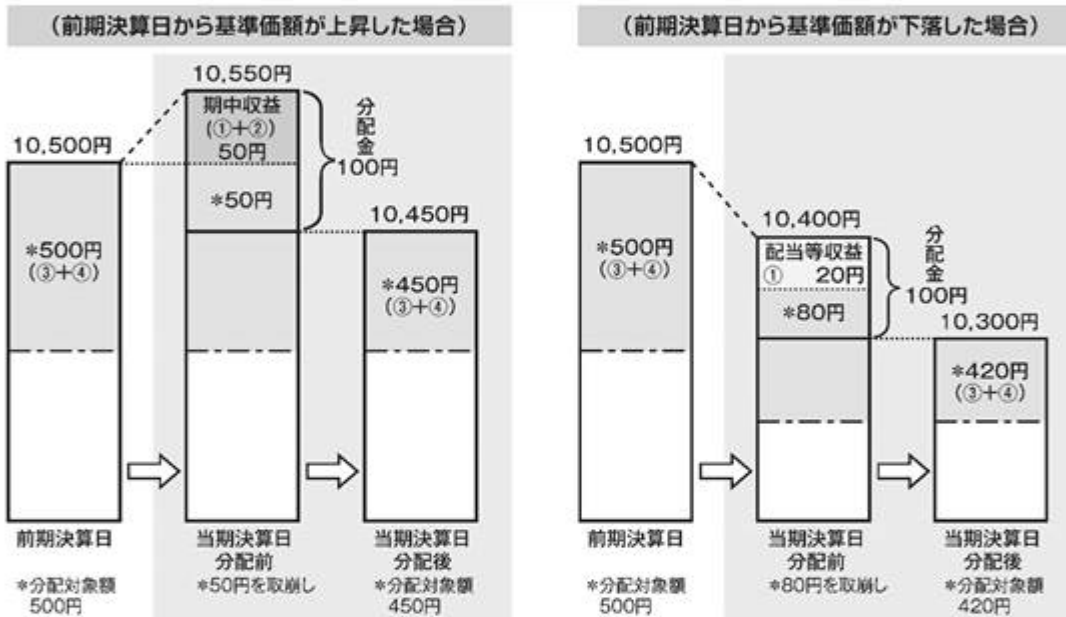 (前期決算日から基準価額が上昇した場合)
10,500円
*500円
(③+④)
10,550円
期中収益
(①+②)
50円
*50円
分配金
100円
10,450円
*450円
(③+④)
前期決算日
当期決算日
分配前
当期決算日
分配後
*分配対象額
500円
*50円を取崩し
*分配対象額
450円
(前期決算日から基準価額が下落した場合)
10,500円
*500円
(③+④)
10,400円
配当等収益
① 20円
*80円
分配金
100円
10,300円
*420円
(③+④)
前期決算日
当期決算日
分配前
当期決算日
分配後
*分配対象額
500円
*80円を取崩し
*分配対象額
420円